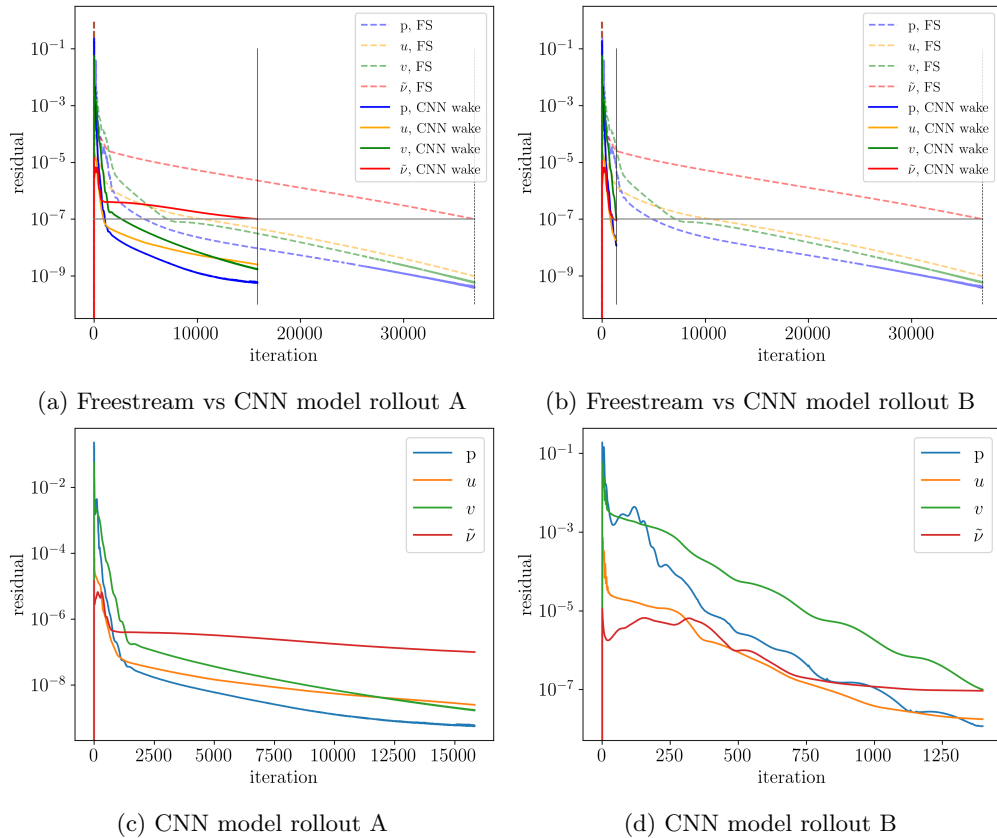 10⁻¹
10⁻³
10⁻⁵
10⁻⁷
10⁻⁹
residual
0 10000 20000 30000
iteration
p, FS
u, FS
v, FS
ν̃, FS
p, CNN wake
u, CNN wake
v, CNN wake
ν̃, CNN wake
(a) Freestream vs CNN model rollout A
10⁻¹
10⁻³
10⁻⁵
10⁻⁷
10⁻⁹
residual
0 10000 20000 30000
iteration
p, FS
u, FS
v, FS
ν̃, FS
p, CNN wake
u, CNN wake
v, CNN wake
ν̃, CNN wake
(b) Freestream vs CNN model rollout B
10⁻²
10⁻⁴
10⁻⁶
10⁻⁸
residual
0 2500 5000 7500 10000 12500 15000
iteration
p
u
v
ν̃
(c) CNN model rollout A
10⁻¹
10⁻³
10⁻⁵
10⁻⁷
residual
0 250 500 750 1000 1250
iteration
p
u
v
ν̃
(d) CNN model rollout B